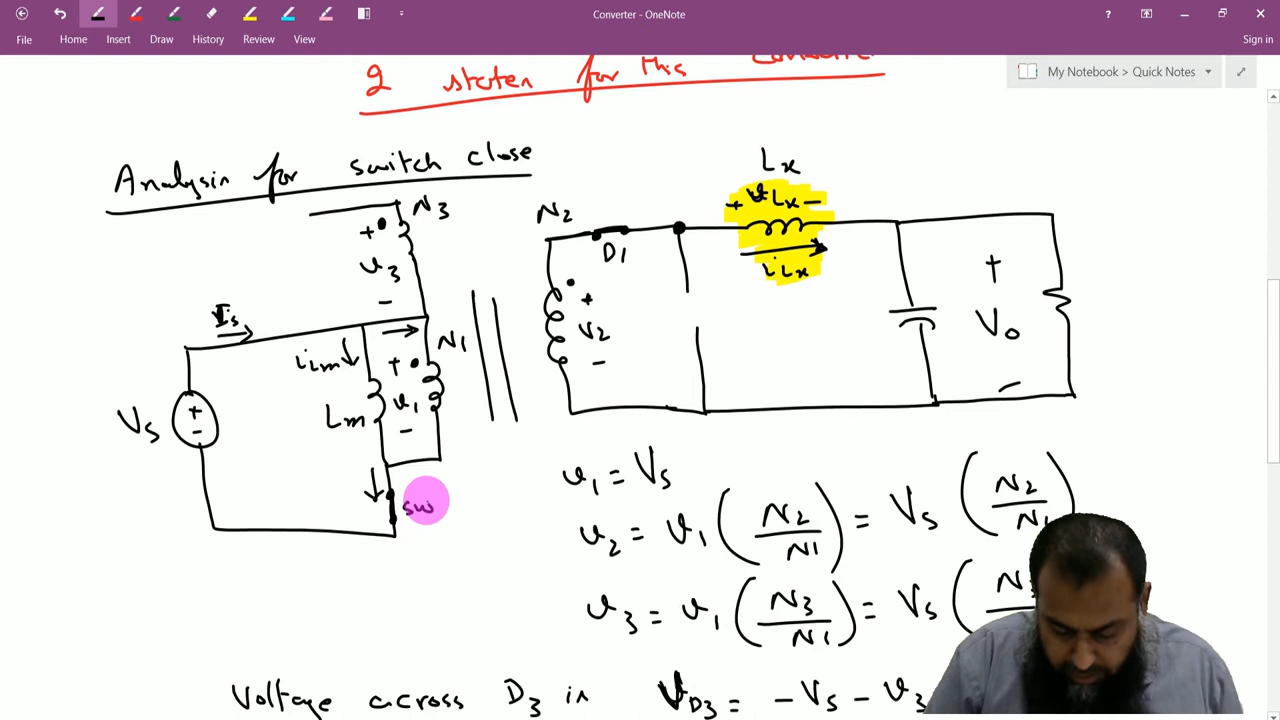 Converter - OneNote
File Home Insert Draw History Review View Sign in
My Notebook > Quick Notes
2 states for this
Analysis for switch close
N3
+
v3
-
Is
iLm
Lm
N1
+
v1
-
Vs
+
-
SW
N2
D1
+
v2
-
Lx
+ vLx -
iLx
+
Vo
-
v1 = Vs
v2 = v1 (N2/N1) = Vs (N2/N1
v3 = v1 (N3/N1) = Vs (
Voltage across D3 is VD3 = - Vs - v3